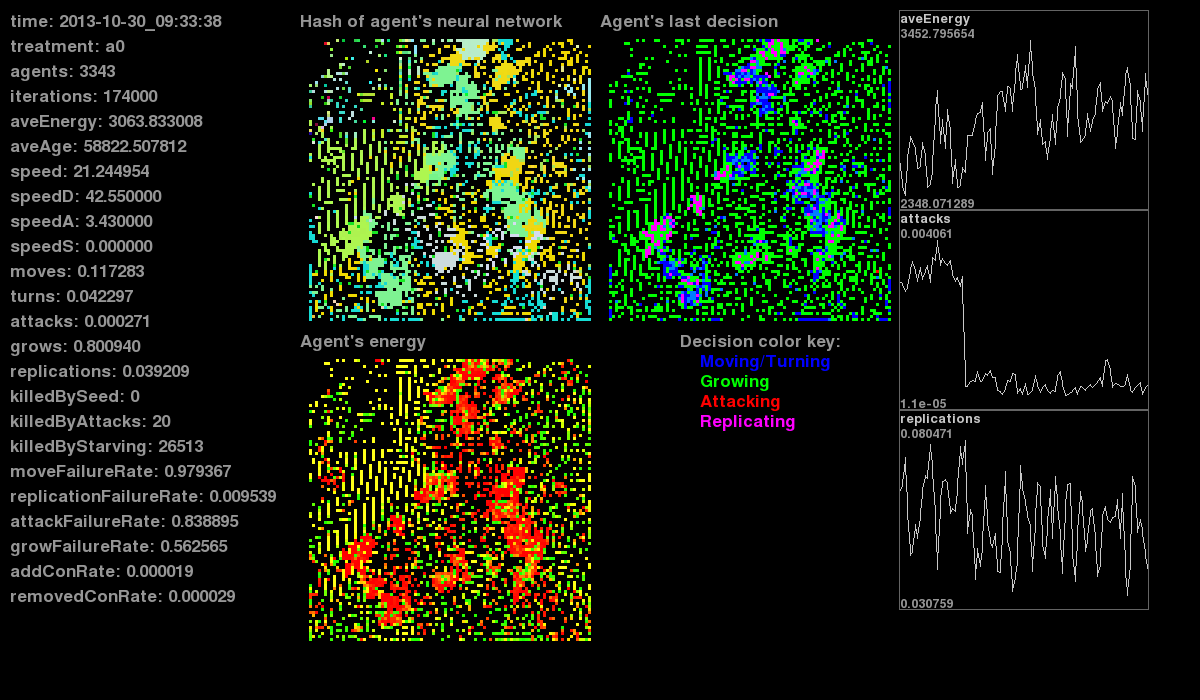 time: 2013-10-30_09:33:38
treatment: a0
agents: 3343
iterations: 174000
aveEnergy: 3063.833008
aveAge: 58822.507812
speed: 21.244954
speedD: 42.550000
speedA: 3.430000
speedS: 0.000000
moves: 0.117283
turns: 0.042297
attacks: 0.000271
grows: 0.800940
replications: 0.039209
killedBySeed: 0
killedByAttacks: 20
killedByStarving: 26513
moveFailureRate: 0.979367
replicationFailureRate: 0.009539
attackFailureRate: 0.838895
growFailureRate: 0.562565
addConRate: 0.000019
removedConRate: 0.000029
Hash of agent's neural network
Agent's last decision
Agent's energy
Decision color key:
Moving/Turning
Growing
Attacking
Replicating
aveEnergy
3452.795654
2348.071289
attacks
0.004061
1.1e-05
replications
0.080471
0.030759